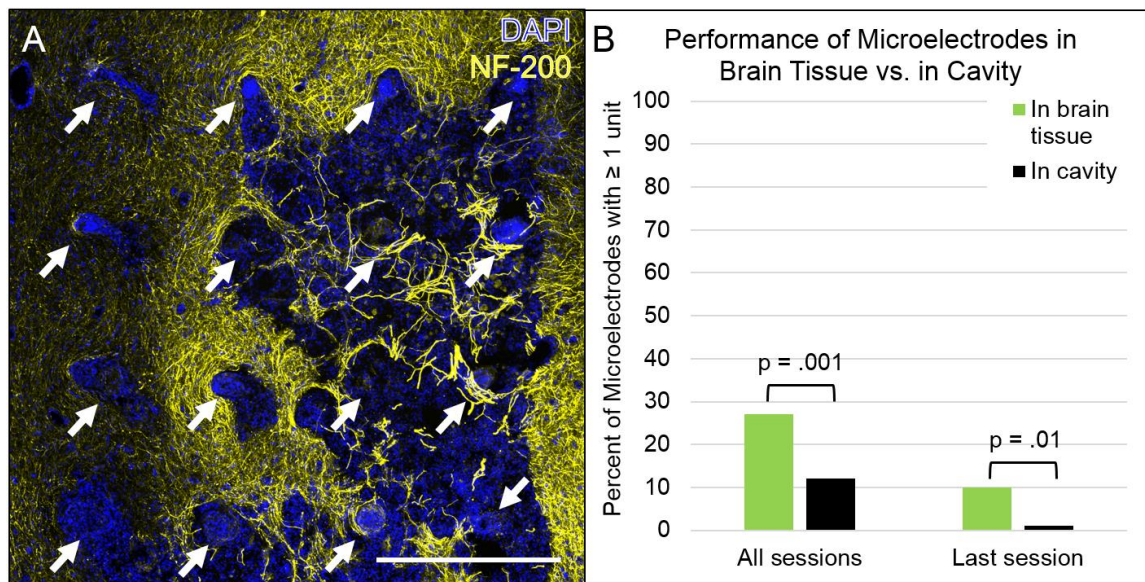 A
DAPI
NF-200
B
Performance of Microelectrodes in
Brain Tissue vs. in Cavity
Percent of Microelectrodes with ≥ 1 unit
100
90
80
70
60
50
40
30
20
10
0
In brain
tissue
In cavity
p = .001
p = .01
All sessions
Last session